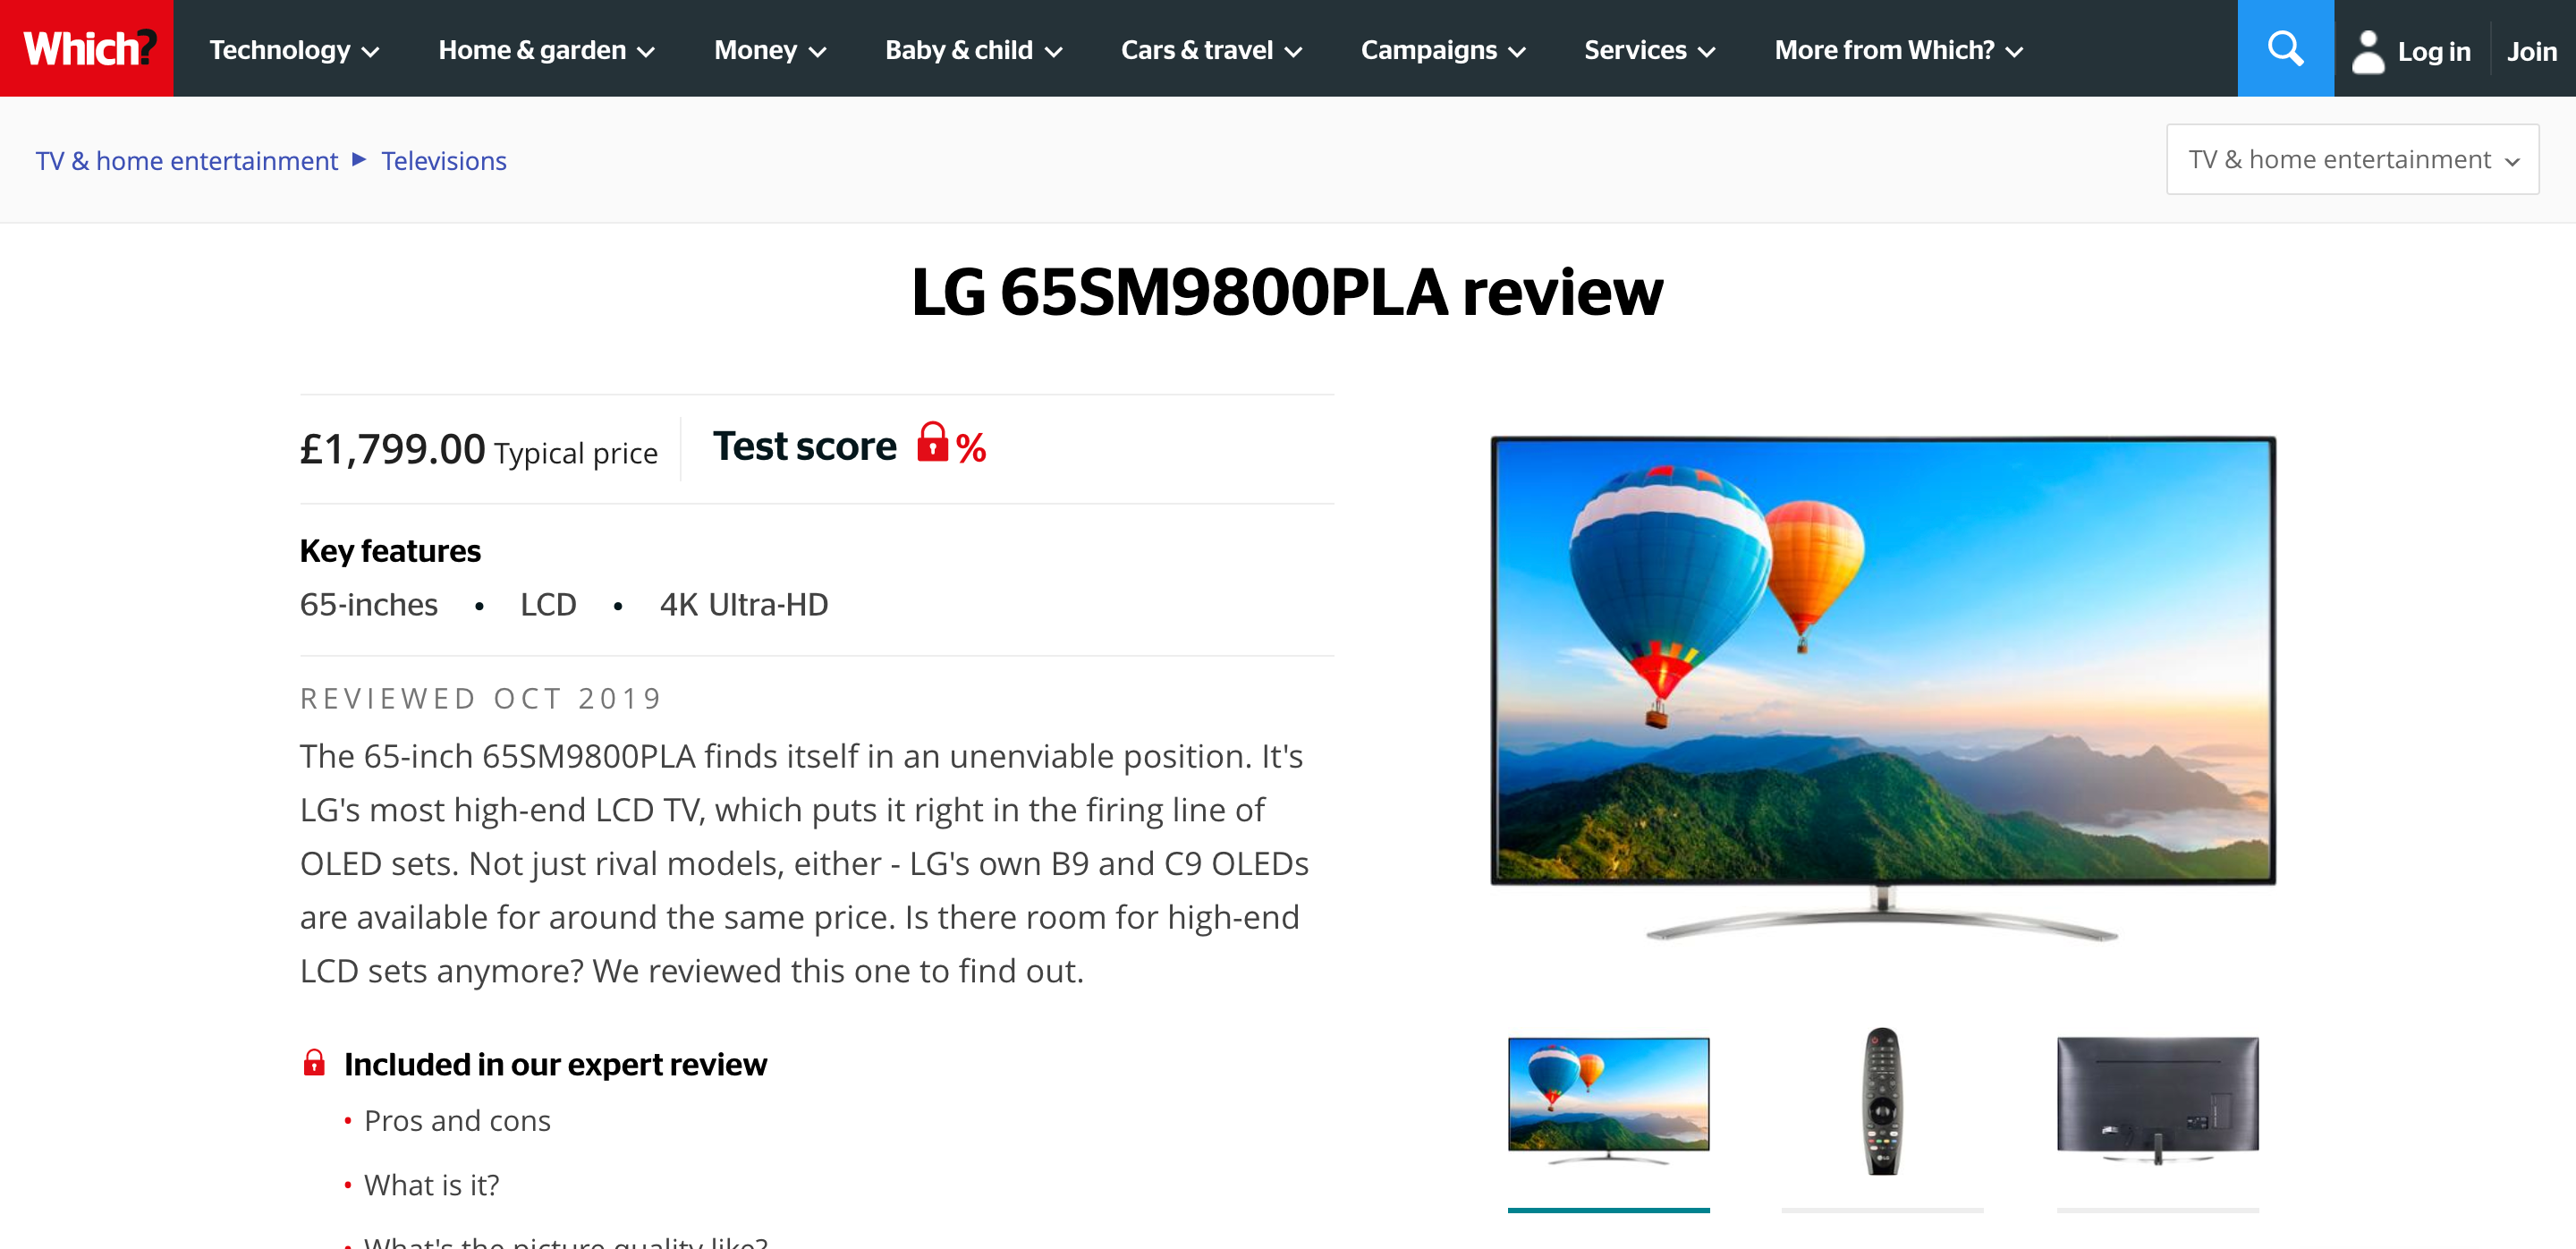 Which?
Technology
Home & garden
Money
Baby & child
Cars & travel
Campaigns
Services
More from Which?
Log in
Join
TV & home entertainment ▶ Televisions
TV & home entertainment
LG 65SM9800PLA review
£1,799.00 Typical price
Test score %
Key features
65-inches • LCD • 4K Ultra-HD
REVIEWED OCT 2019
The 65-inch 65SM9800PLA finds itself in an unenviable position. It's
LG's most high-end LCD TV, which puts it right in the firing line of
OLED sets. Not just rival models, either - LG's own B9 and C9 OLEDs
are available for around the same price. Is there room for high-end
LCD sets anymore? We reviewed this one to find out.
Included in our expert review
• Pros and cons
• What is it?
• What's the picture quality like?